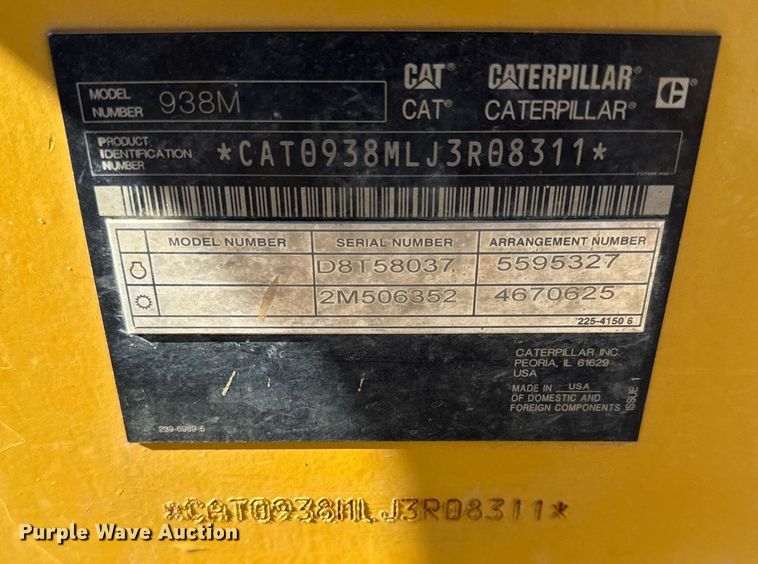 CAT CATERPILLAR
CAT® CATERPILLAR® C ®
MODEL NUMBER 938M
PRODUCT IDENTIFICATION NUMBER *CAT0938MLJ3R08311*
MODEL NUMBER SERIAL NUMBER ARRANGEMENT NUMBER
D8T58037 5595327
2M506352 4670625
225-4150 6
CATERPILLAR INC.
PEORIA, IL 61629
USA
MADE IN USA
OF DOMESTIC AND
FOREIGN COMPONENTS
ISSUE 1
239-6989-5
*CAT0938MLJ3R08311*
Purple Wave Auction